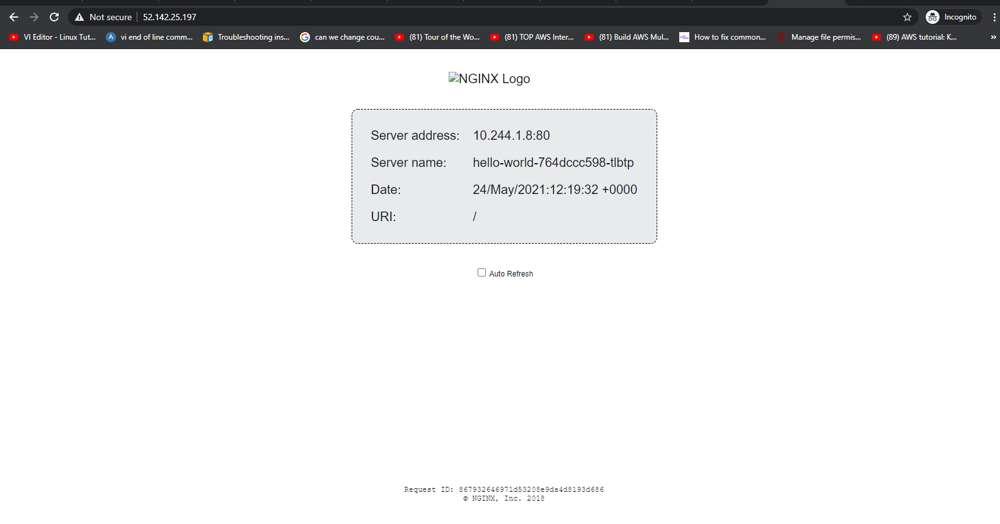 Not secure 52.142.25.197 Incognito
VI Editor - Linux Tut... vi end of line comm... Troubleshooting ins... can we change cou... (81) Tour of the Wo... (81) TOP AWS Inter... (81) Build AWS Mul... How to fix common... Manage file permis... (89) AWS tutorial: K... »
NGINX Logo
Server address: 10.244.1.8:80
Server name: hello-world-764dccc598-tlbtp
Date: 24/May/2021:12:19:32 +0000
URI: /
Auto Refresh
Request ID: 867932646971d53208e9da4d8193d686
© NGINX, Inc. 2018